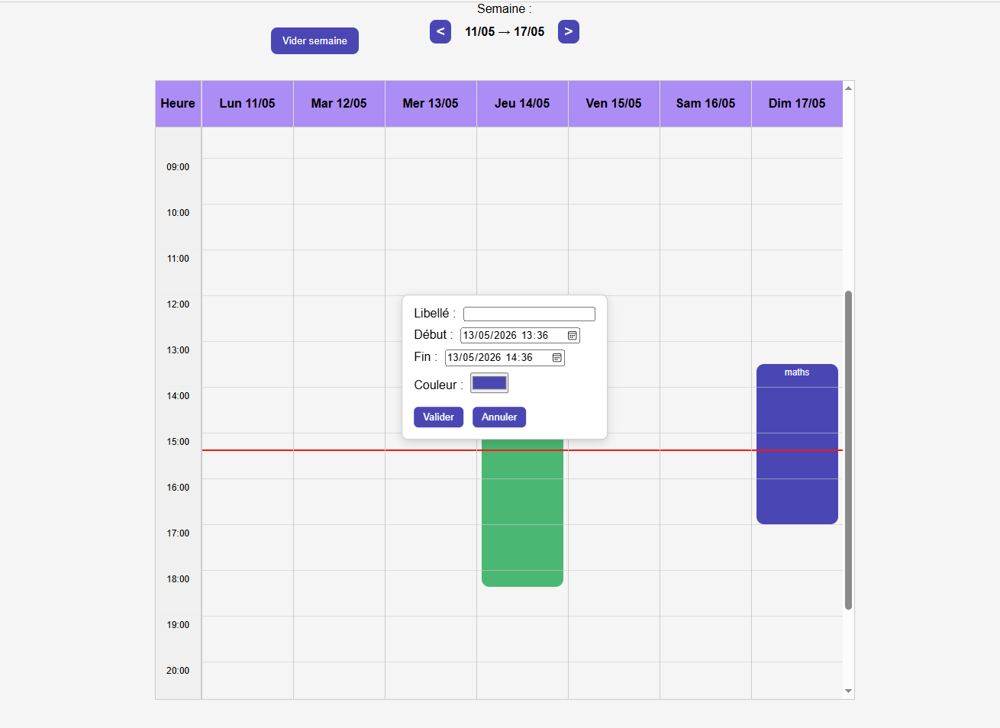 Semaine :
Vider semaine
< 11/05 → 17/05 >
Heure Lun 11/05 Mar 12/05 Mer 13/05 Jeu 14/05 Ven 15/05 Sam 16/05 Dim 17/05
09:00
10:00
11:00
12:00
Libellé :
Début : 13/05/2026 13:36
13:00
Fin : 13/05/2026 14:36
maths
Couleur :
14:00
Valider Annuler
15:00
16:00
17:00
18:00
19:00
20:00